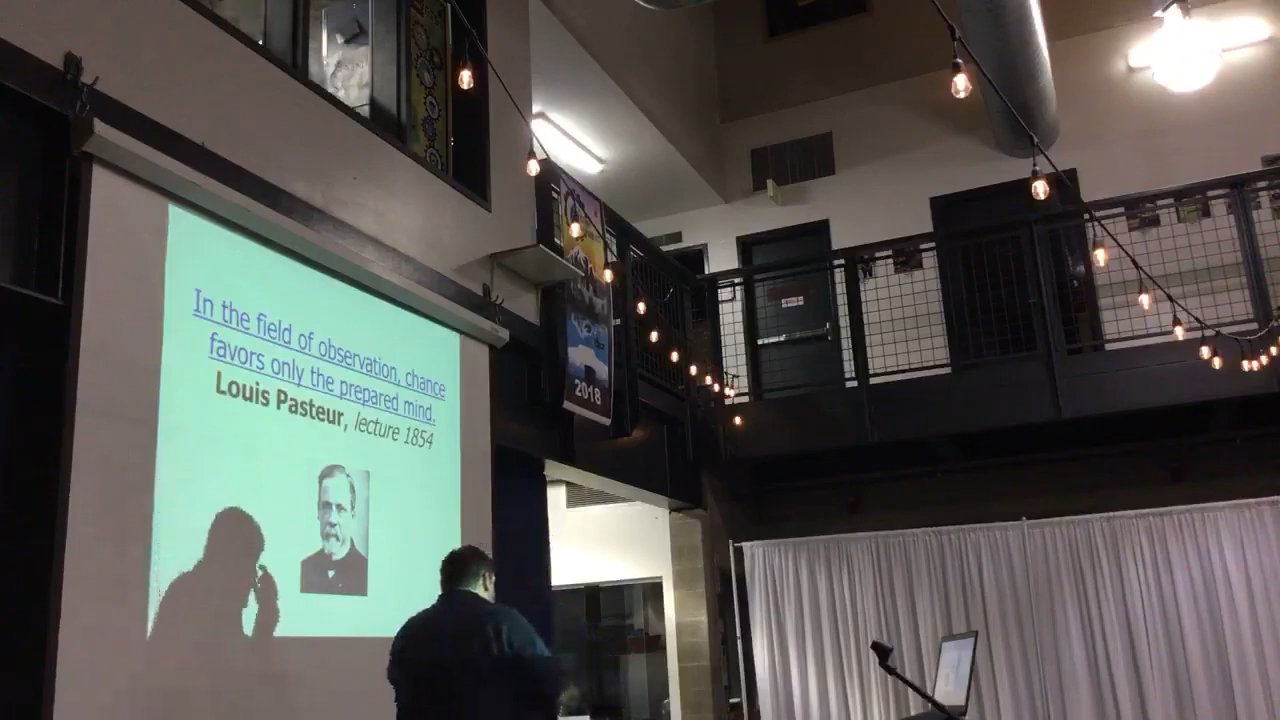 In the field of observation, chance
favors only the prepared mind.
Louis Pasteur, lecture 1854
2018